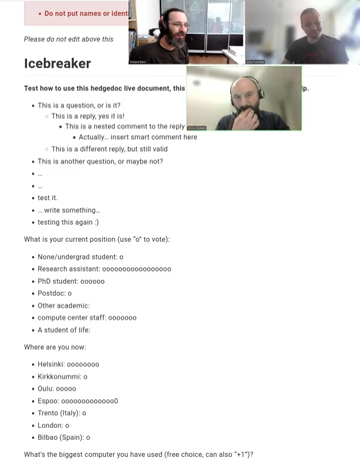 Do not put names or ident
Please do not edit above this
Icebreaker
Test how to use this hedgedoc live document, this
p.
This is a question, or is it?
This is a reply, yes it is!
This is a nested comment to the reply
Actually… insert smart comment here
This is a different reply, but still valid
This is another question, or maybe not?
…
…
test it.
… write something…
testing this again :)
What is your current position (use “o” to vote):
None/undergrad student: o
Research assistant: ooooooooooooooooo
PhD student: oooooo
Postdoc: o
Other academic:
compute center staff: ooooooo
A student of life:
Where are you now:
Helsinki: oooooooo
Kirkkonummi: o
Oulu: ooooo
Espoo: ooooooooooooo0
Trento (Italy): o
London: o
Bilbao (Spain): o
What’s the biggest computer you have used (free choice, can also “+1”)?